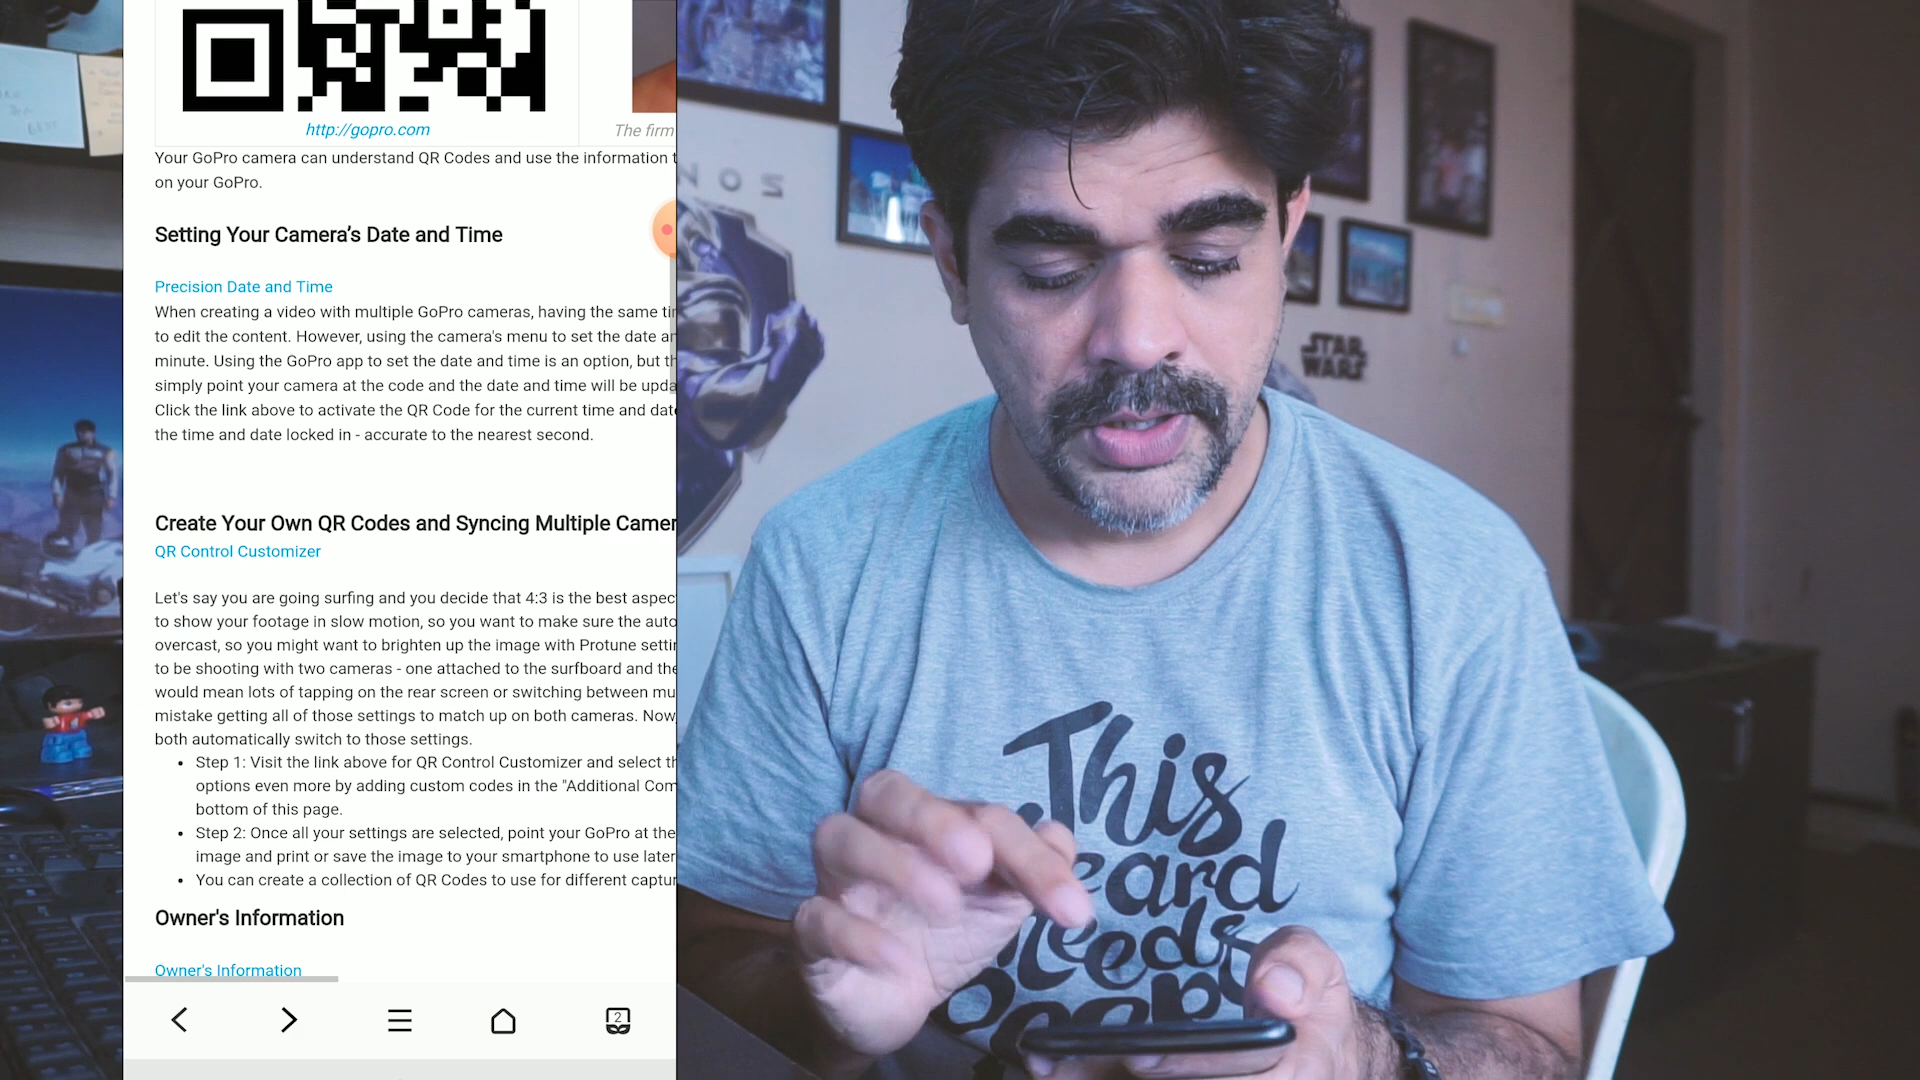 http://gopro.com
The firm
Your GoPro camera can understand QR Codes and use the information t
on your GoPro.
Setting Your Camera's Date and Time
Precision Date and Time
When creating a video with multiple GoPro cameras, having the same tir
to edit the content. However, using the camera's menu to set the date an
minute. Using the GoPro app to set the date and time is an option, but th
simply point your camera at the code and the date and time will be upda
Click the link above to activate the QR Code for the current time and date
the time and date locked in - accurate to the nearest second.
Create Your Own QR Codes and Syncing Multiple Camer
QR Control Customizer
Let's say you are going surfing and you decide that 4:3 is the best aspec
to show your footage in slow motion, so you want to make sure the auto
overcast, so you might want to brighten up the image with Protune settin
to be shooting with two cameras - one attached to the surfboard and the
would mean lots of tapping on the rear screen or switching between mu
mistake getting all of those settings to match up on both cameras. Now,
both automatically switch to those settings.
• Step 1: Visit the link above for QR Control Customizer and select th
options even more by adding custom codes in the "Additional Com
bottom of this page.
• Step 2: Once all your settings are selected, point your GoPro at the
image and print or save the image to your smartphone to use later
• You can create a collection of QR Codes to use for different captur
Owner's Information
Owner's Information
2
NOS
STAR
WARS
This
eard
needs